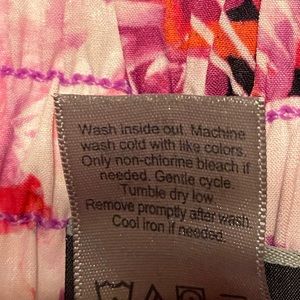 Wash inside out. Machine
wash cold with like colors.
Only non-chlorine bleach if
needed. Gentle cycle.
Tumble dry low.
Remove promptly after wash.
Cool iron if needed.